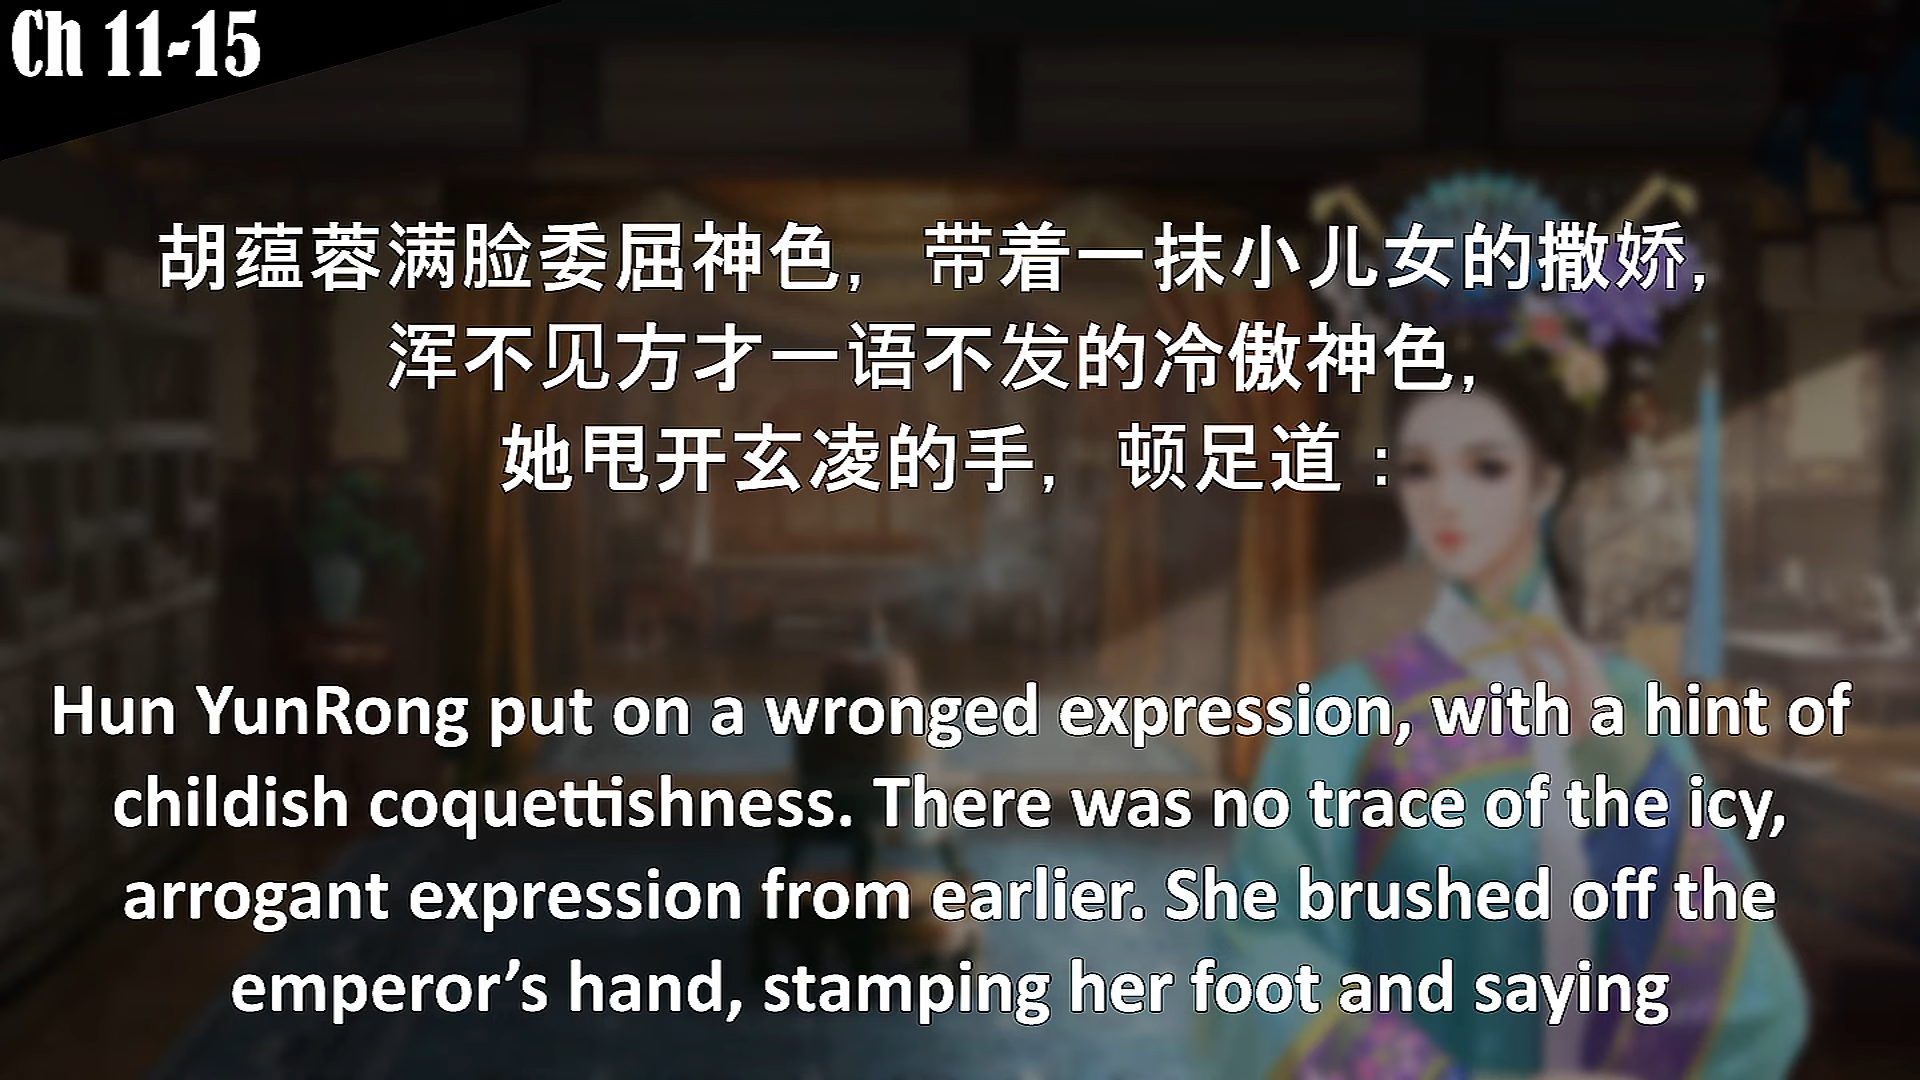 Ch 11-15
胡蕴蓉满脸委屈神色,带着一抹小儿女的撒娇,
浑不见方才一语不发的冷傲神色,
她甩开玄凌的手,顿足道：
Hun YunRong put on a wronged expression, with a hint of
childish coquettishness. There was no trace of the icy,
arrogant expression from earlier. She brushed off the
emperor’s hand, stamping her foot and saying